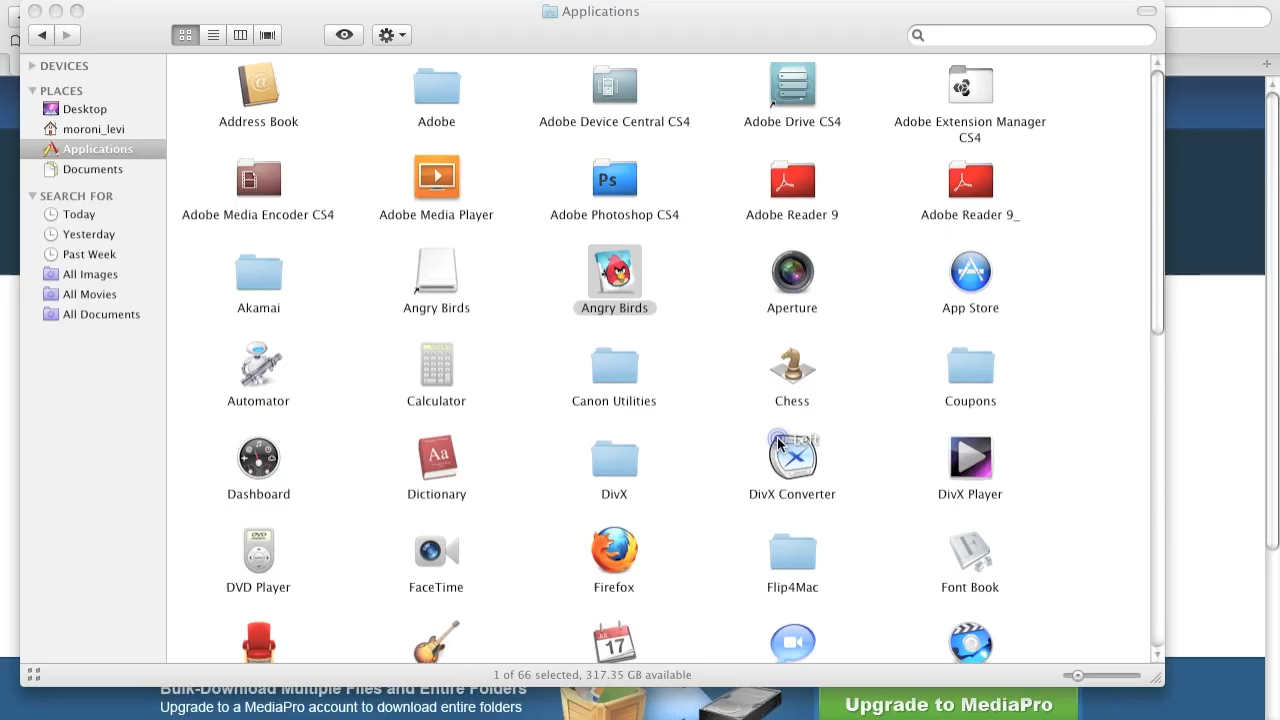 Applications
DEVICES
PLACES
Desktop
moroni_levi
Applications
Documents
SEARCH FOR
Today
Yesterday
Past Week
All Images
All Movies
All Documents
Address Book
Adobe
Adobe Device Central CS4
Adobe Drive CS4
Adobe Extension Manager
CS4
Adobe Media Encoder CS4
Adobe Media Player
Ps
Adobe Photoshop CS4
Adobe Reader 9
Adobe Reader 9_
Akamai
Angry Birds
Angry Birds
Aperture
App Store
Automator
Calculator
Canon Utilities
Chess
Coupons
Left
Aa
Dashboard
Dictionary
DivX
DivX Converter
DivX Player
DVD
DVD Player
FaceTime
Firefox
Flip4Mac
Font Book
JUL
17
1 of 66 selected, 317.35 GB available
Bulk-Download Multiple Files and Entire Folders
Upgrade to a MediaPro account to download entire folders
Upgrade to MediaPro